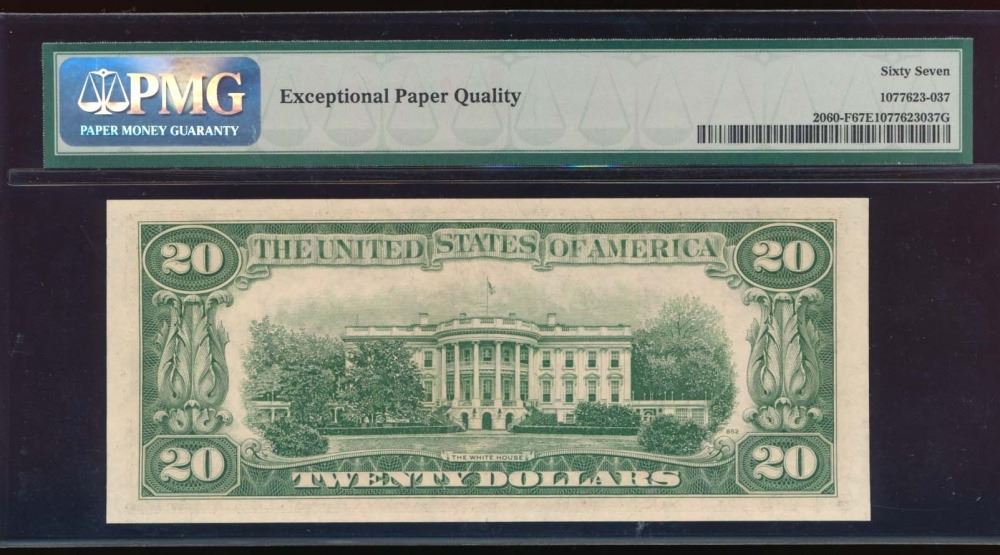 PMG
PAPER MONEY GUARANTY
Exceptional Paper Quality
Sixty Seven
1077623-037
2060-F67E1077623037G
20 THE UNITED STATES OF AMERICA 20
THE WHITE HOUSE
852
20 TWENTY DOLLARS 20